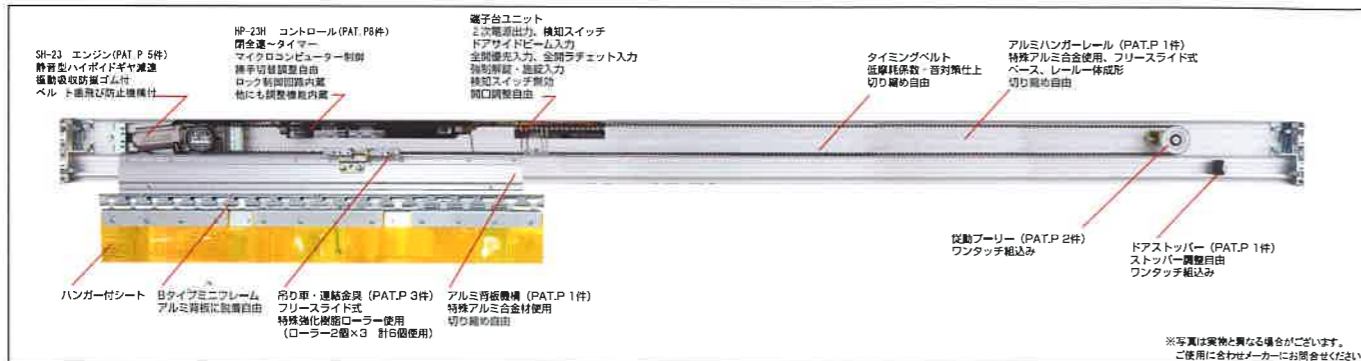 SH-23 エンジン(PAT.P 5件)
静音型ハイポイドギヤ減速
振動吸収防振ゴム付
ベルト歯飛び防止機構付
HP-23H コントロール(PAT.P8件)
閉全速~タイマー
マイクロコンピューター制御
勝手切替調整自由
ロック制御回路内蔵
他にも調整機能内蔵
端子台ユニット
2次電源出力、検知スイッチ
ドアサイドビーム入力
全開優先入力、全開ラチェット入力
強制解錠・施錠入力
検知スイッチ無効
開口調整自由
タイミングベルト
低摩耗係数・音対策仕上
切り縮め自由
アルミハンガーレール(PAT.P 1件)
特殊アルミ合金使用、フリースライド式
ベース、レール一体成形
切り縮め自由
ハンガー付シート
Bタイプミニフレーム
アルミ背板に脱着自由
吊り車・連結金具(PAT.P 3件)
フリースライド式
特殊強化樹脂ローラー使用
(ローラー2個×3 計6個使用)
アルミ背板機構(PAT.P 1件)
特殊アルミ合金材使用
切り縮め自由
従動プーリー(PAT.P 2件)
ワンタッチ組込み
ドアストッパー(PAT.P 1件)
ストッパー調整自由
ワンタッチ組込み
※写真は実物と異なる場合がございます。
ご使用に合わせメーカーにお問合せください